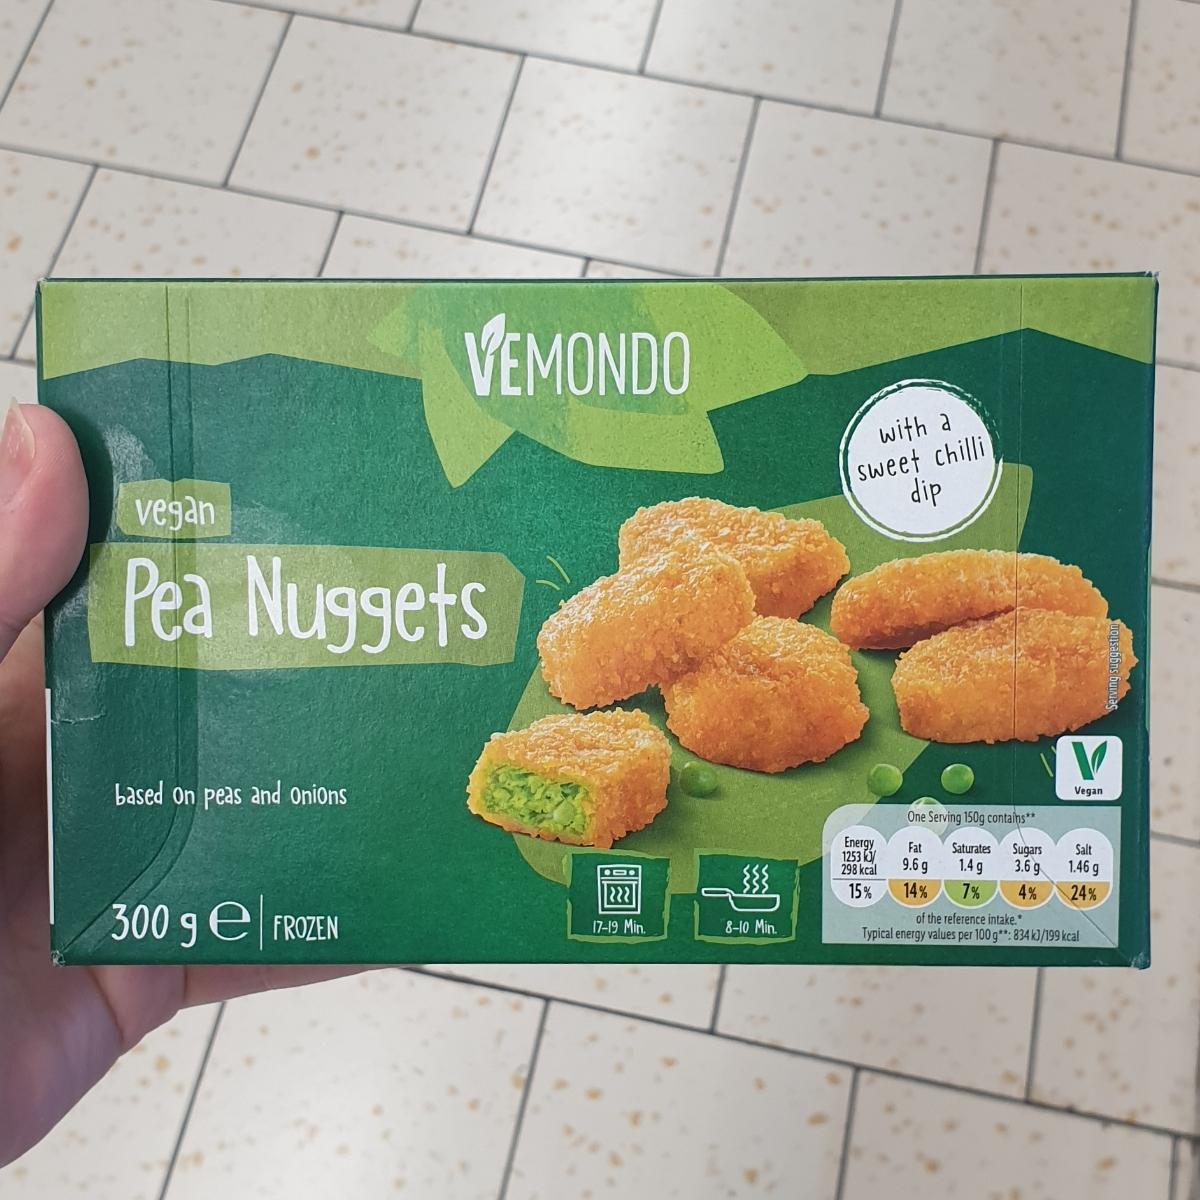 VEMONDO
with a
sweet chilli
dip
vegan
Pea Nuggets
based on peas and onions
300 g e
FROZEN
17-19 Min.
8-10 Min.
Serving suggestion
V
Vegan
One Serving 150g contains**
Energy
1253 kJ/
298 kcal
15%
Fat
9.6 g
14%
Saturates
1.4 g
7%
Sugars
3.6 g
4%
Salt
1.46 g
24%
of the reference intake.*
Typical energy values per 100 g**: 834 kJ/199 kcal